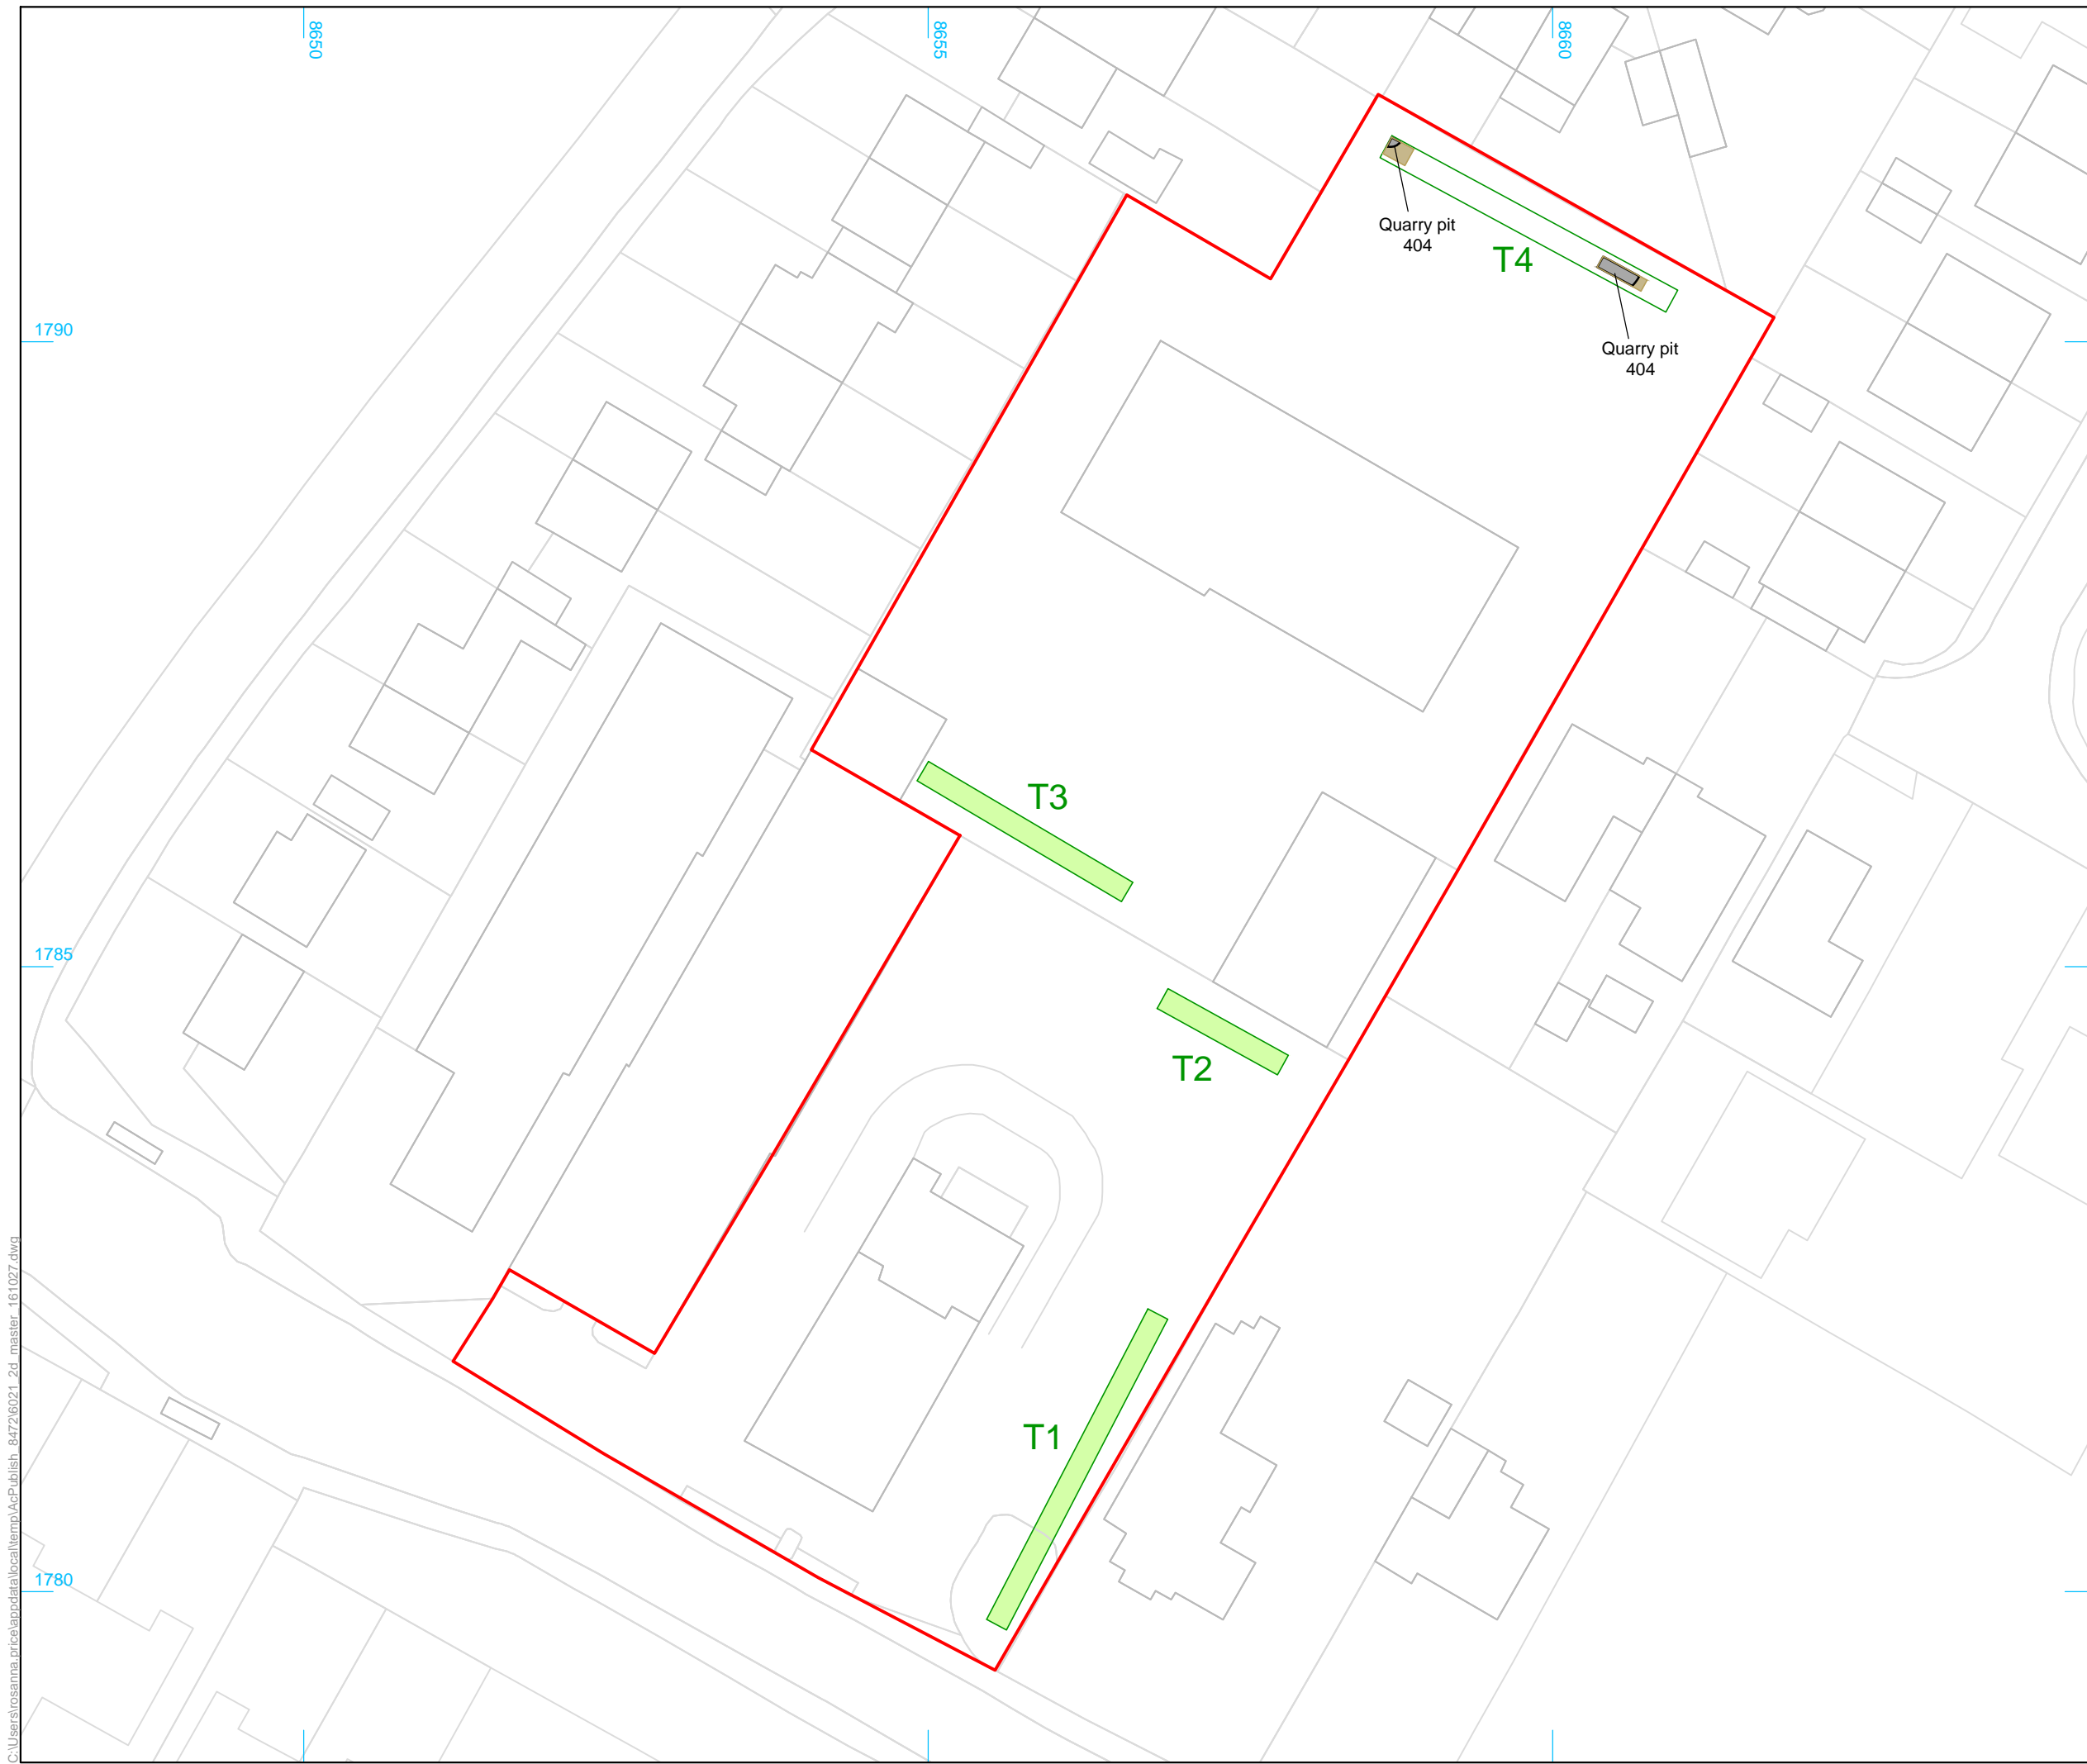 8650
8655
8660
Quarry pit
404
T4
1790
Quarry pit
404
T3
1785
T2
T1
1780
C:\Users\rosanna.price\appdata\local\temp\AcPublish_8472\6021_2d_master_161027.dwg